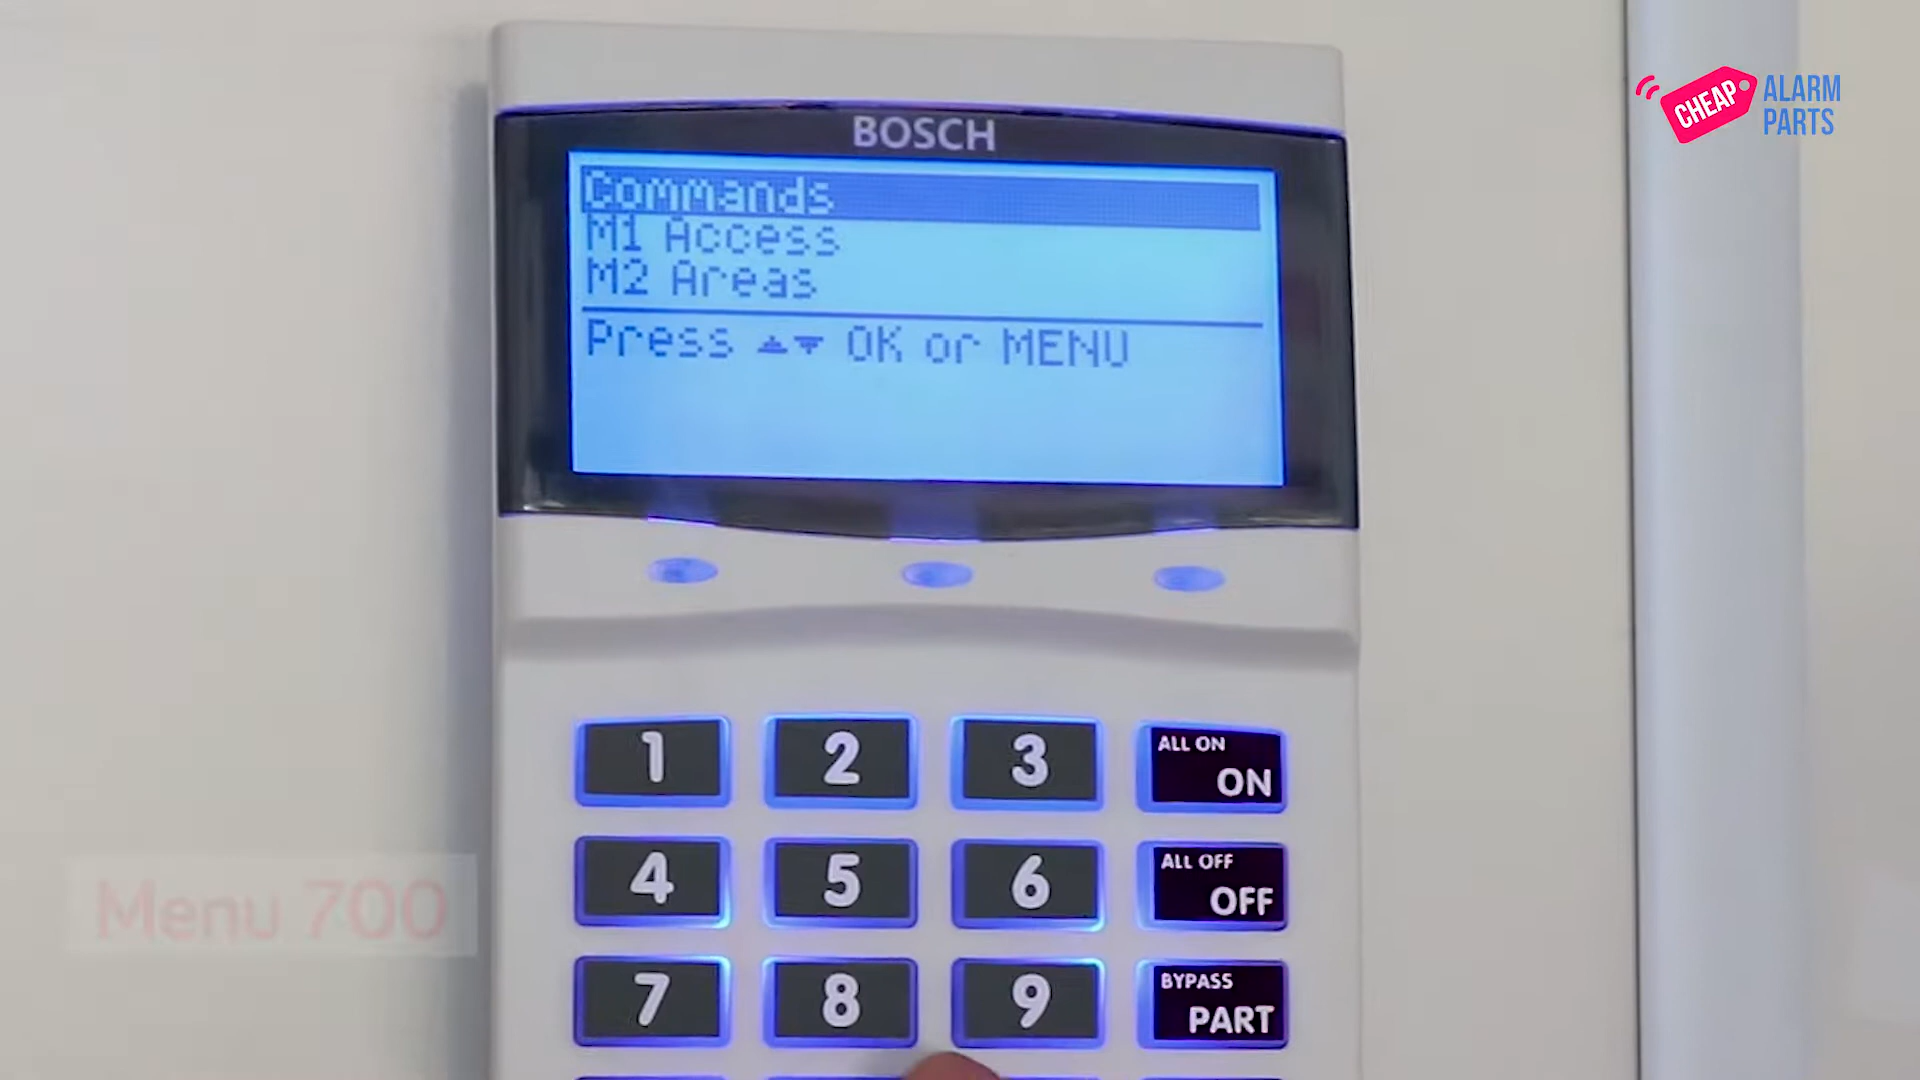 CHEAP
ALARM
PARTS
BOSCH
Commands
M1 Access
M2 Areas
Press ▲▼ OK or MENU
1
2
3
ALL ON
ON
4
5
6
ALL OFF
OFF
Menu 700
7
8
9
BYPASS
PART